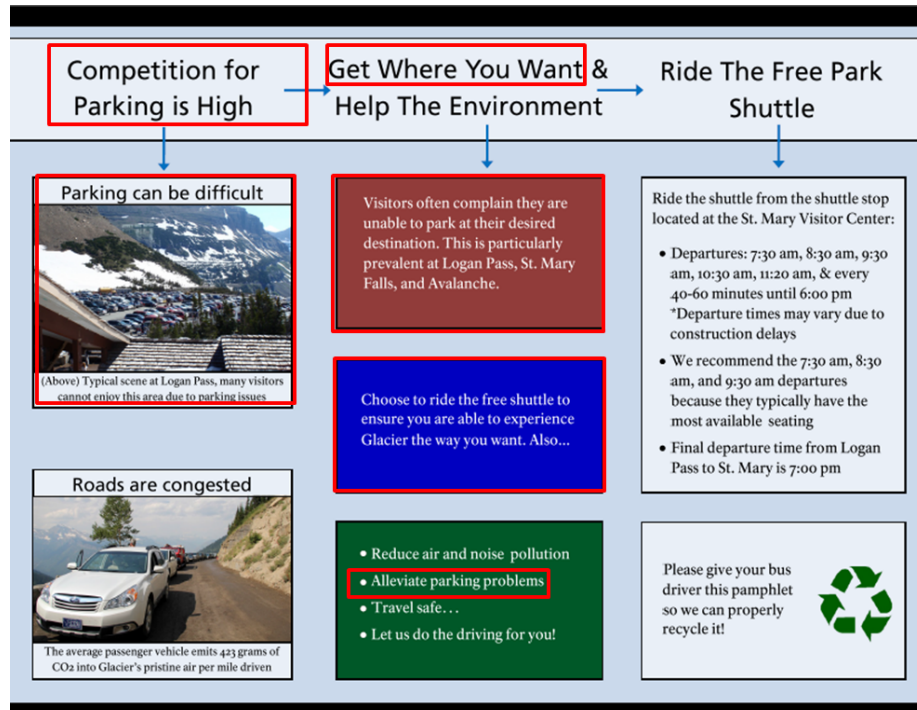 Competition for
Parking is High
Get Where You Want &
Help The Environment
Ride The Free Park
Shuttle
Parking can be difficult
(Above) Typical scene at Logan Pass, many visitors
cannot enjoy this area due to parking issues
Roads are congested
The average passenger vehicle emits 423 grams of
CO2 into Glacier's pristine air per mile driven
Visitors often complain they are
unable to park at their desired
destination. This is particularly
prevalent at Logan Pass, St. Mary
Falls, and Avalanche.
Choose to ride the free shuttle to
ensure you are able to experience
Glacier the way you want. Also...
• Reduce air and noise pollution
• Alleviate parking problems
• Travel safe...
• Let us do the driving for you!
Ride the shuttle from the shuttle stop
located at the St. Mary Visitor Center:
• Departures: 7:30 am, 8:30 am, 9:30
am, 10:30 am, 11:20 am, & every
40-60 minutes until 6:00 pm
*Departure times may vary due to
construction delays
• We recommend the 7:30 am, 8:30
am, and 9:30 am departures
because they typically have the
most available seating
• Final departure time from Logan
Pass to St. Mary is 7:00 pm
Please give your bus
driver this pamphlet
so we can properly
recycle it!